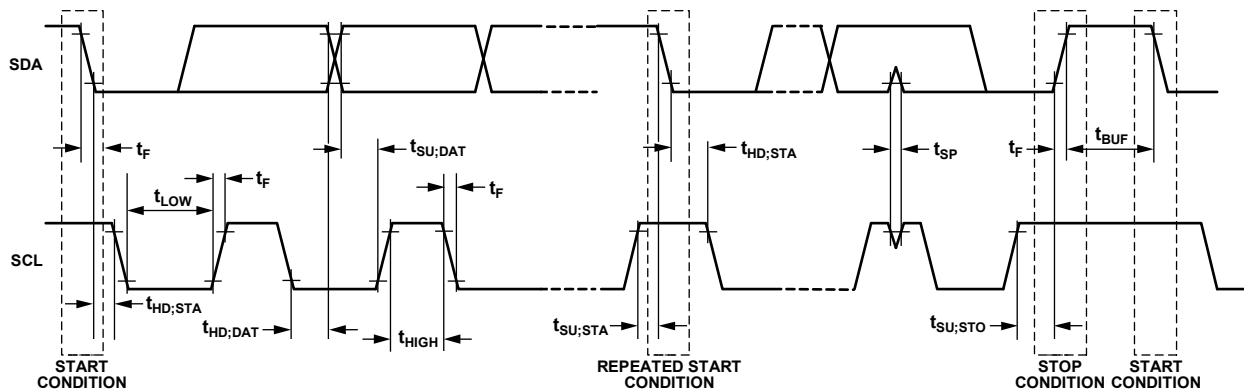 SDA
tF
tSU;DAT
tHD;STA
tSP
tF
tBUF
tLOW
tF
tF
SCL
tHD;STA
tHD;DAT
tHIGH
tSU;STA
tSU;STO
START
CONDITION
REPEATED START
CONDITION
STOP
CONDITION
START
CONDITION